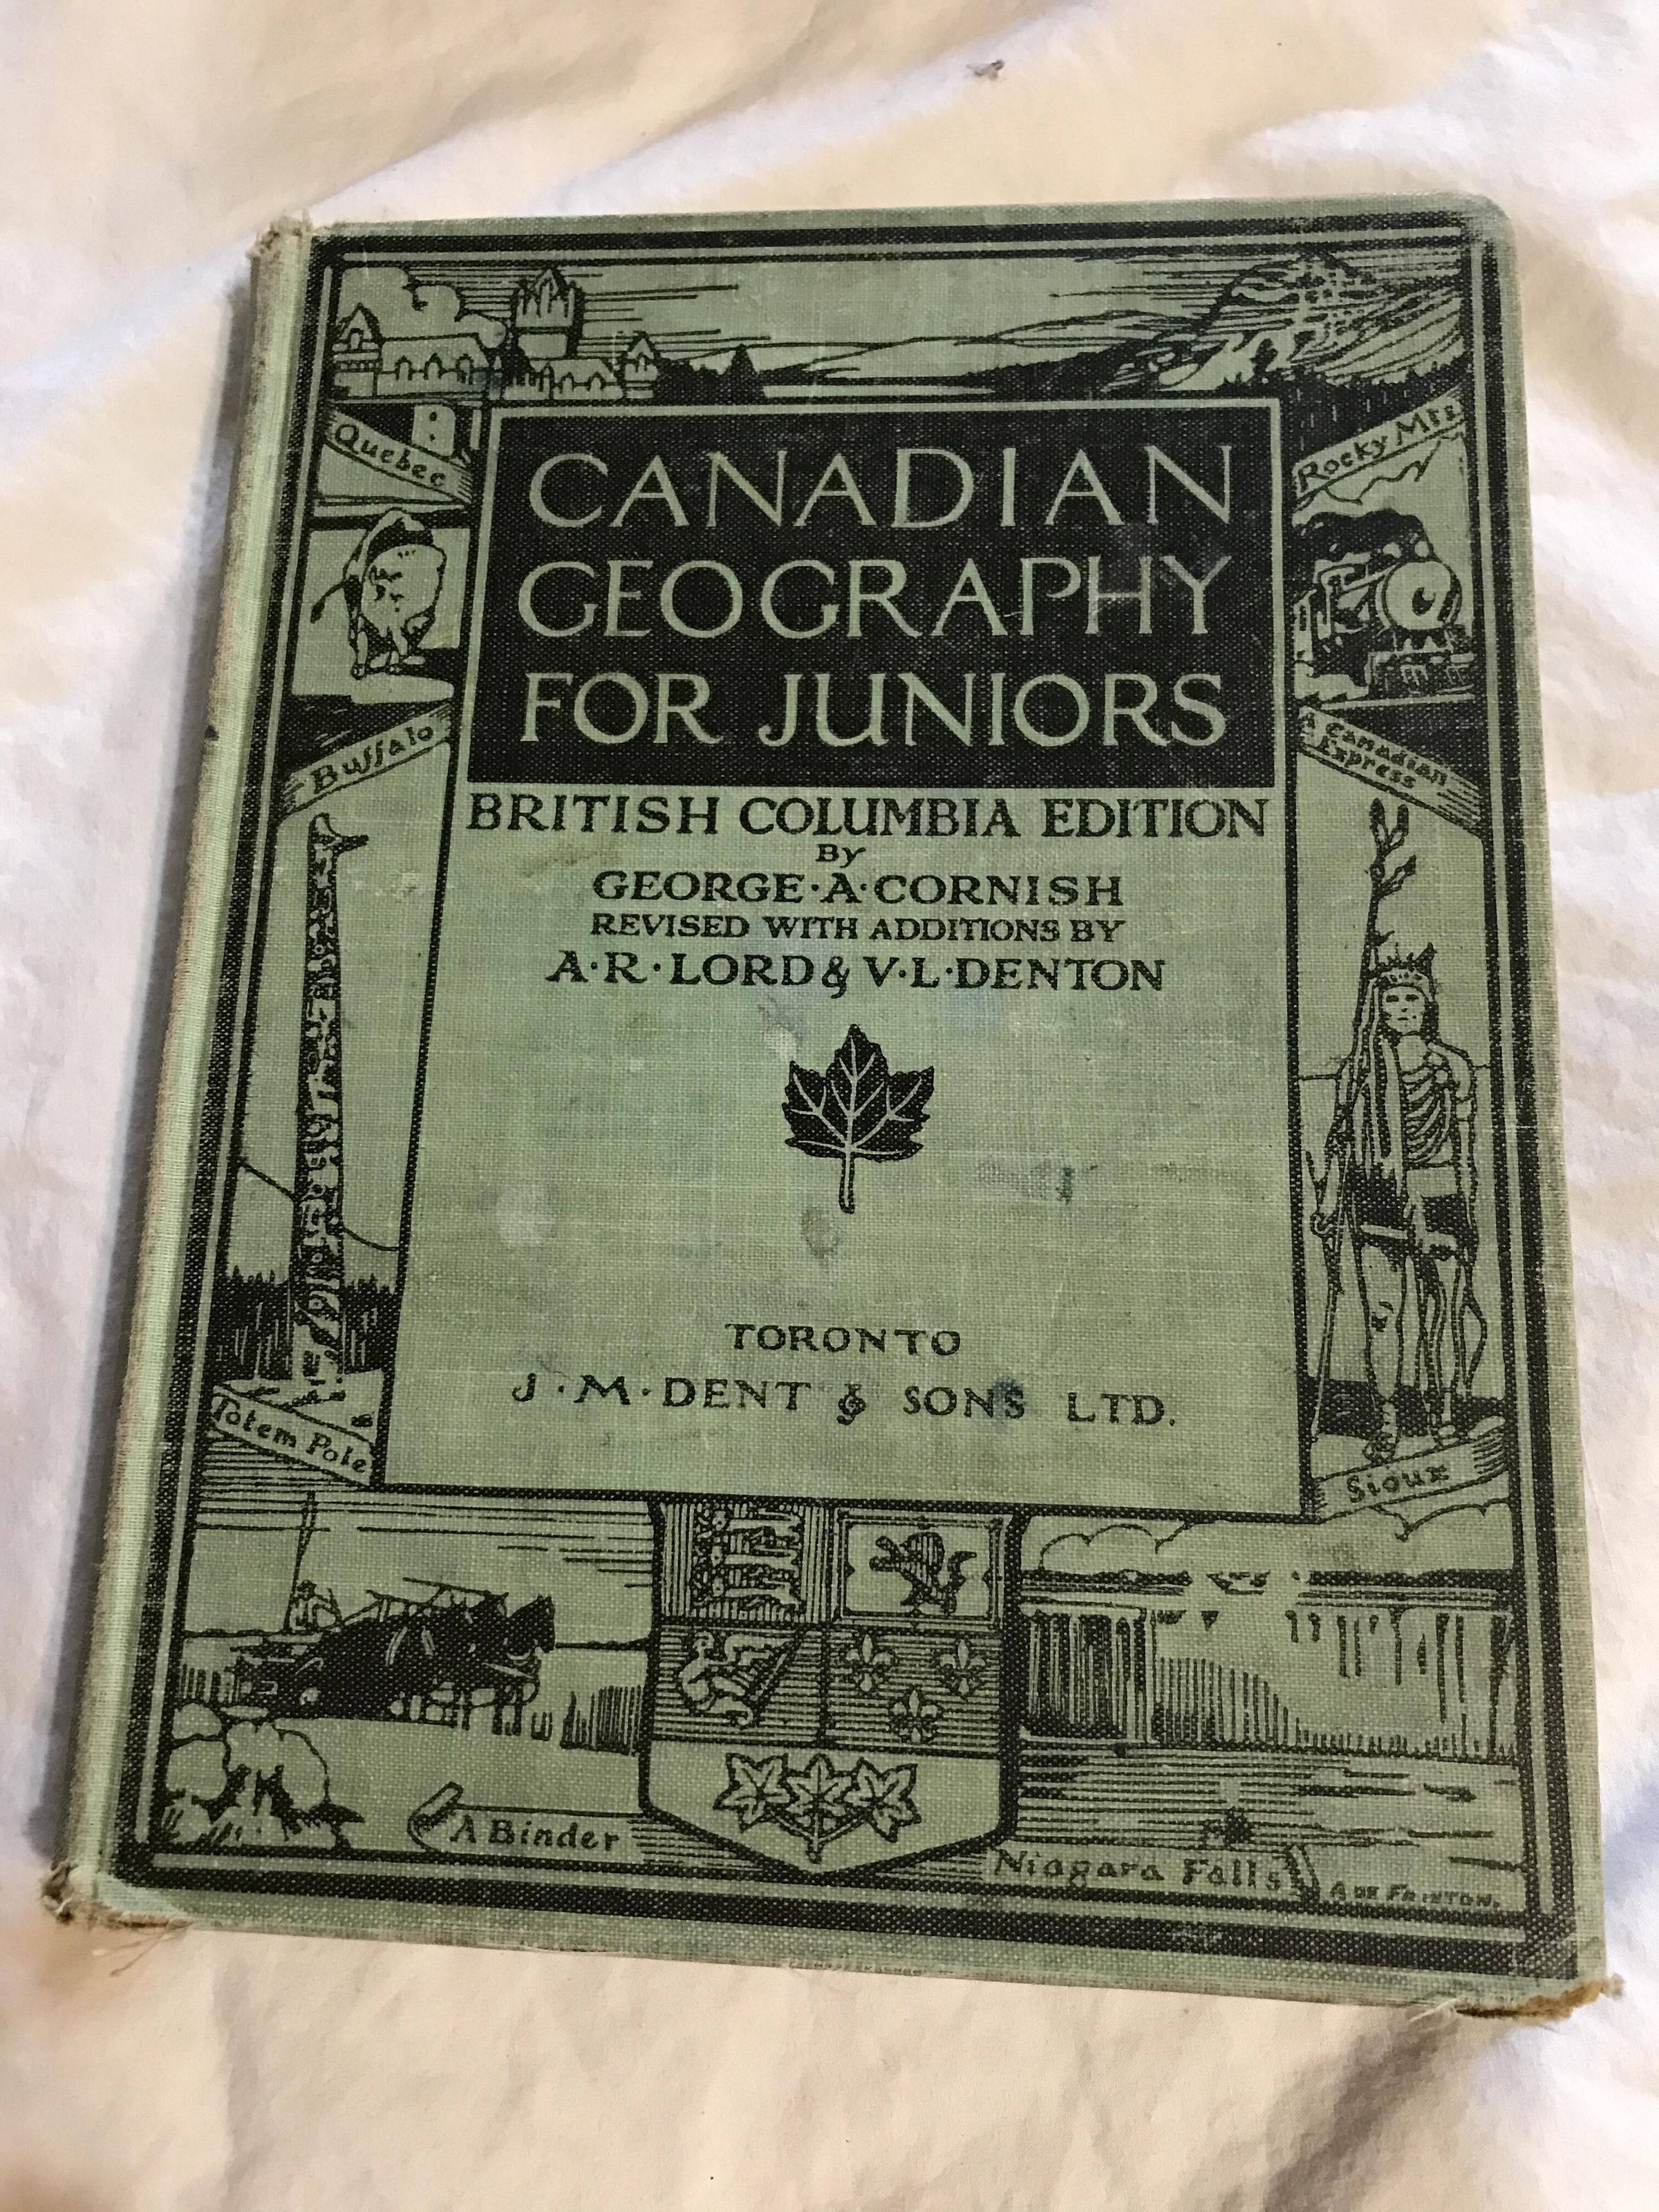 Quebec
Rocky Mts
CANADIAN
GEOGRAPHY
FOR JUNIORS
Buffalo
A Canadian
Express
BRITISH COLUMBIA EDITION
By
GEORGE·A·CORNISH
REVISED WITH ADDITIONS BY
A·R·LORD & V·L·DENTON
TORONTO
J·M·DENT & SONS LTD.
Totem Pole
Sioux
A Binder
Niagara Falls